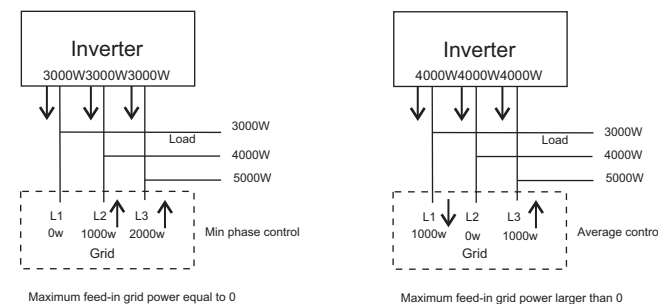 Inverter
3000W3000W3000W
3000W
Load
4000W
5000W
L1 L2 L3
0w 1000w 2000w
Min phase control
Grid
Maximum feed-in grid power equal to 0
Inverter
4000W4000W4000W
3000W
Load
4000W
5000W
L1 L2 L3
1000w 0w 1000w
Average control
Grid
Maximum feed-in grid power larger than 0